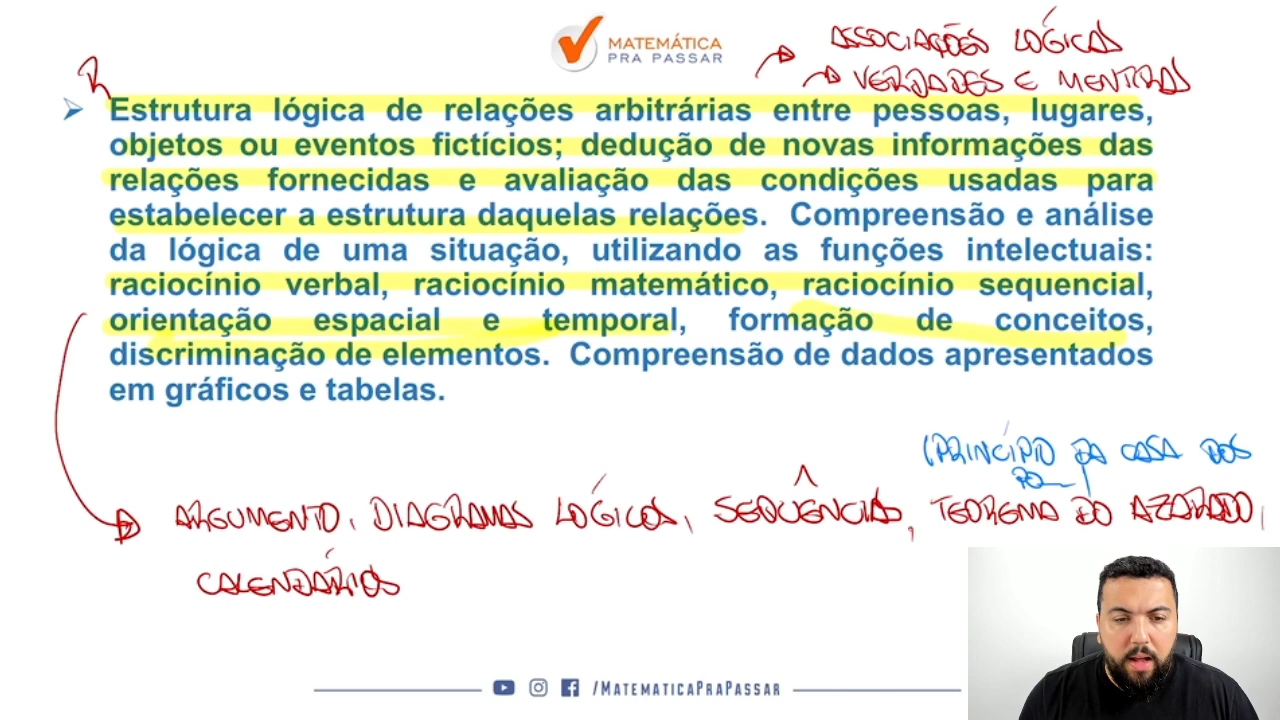 MATEMÁTICA
PRA PASSAR
ASSOCIAÇÕES LÓGICAS
VERDADES E MENTIRAS
Estrutura lógica de relações arbitrárias entre pessoas, lugares,
objetos ou eventos fictícios; dedução de novas informações das
relações fornecidas e avaliação das condições usadas para
estabelecer a estrutura daquelas relações. Compreensão e análise
da lógica de uma situação, utilizando as funções intelectuais:
raciocínio verbal, raciocínio matemático, raciocínio sequencial,
orientação espacial e temporal, formação de conceitos,
discriminação de elementos. Compreensão de dados apresentados
em gráficos e tabelas.
(PRINCÍPIO DA CASA DOS
ARGUMENTO, DIAGRAMAS LÓGICOS, SEQUÊNCIAS, TEOREMA DO AZARADO,
CALENDÁRIOS
/MATEMATICAPRAPASSAR